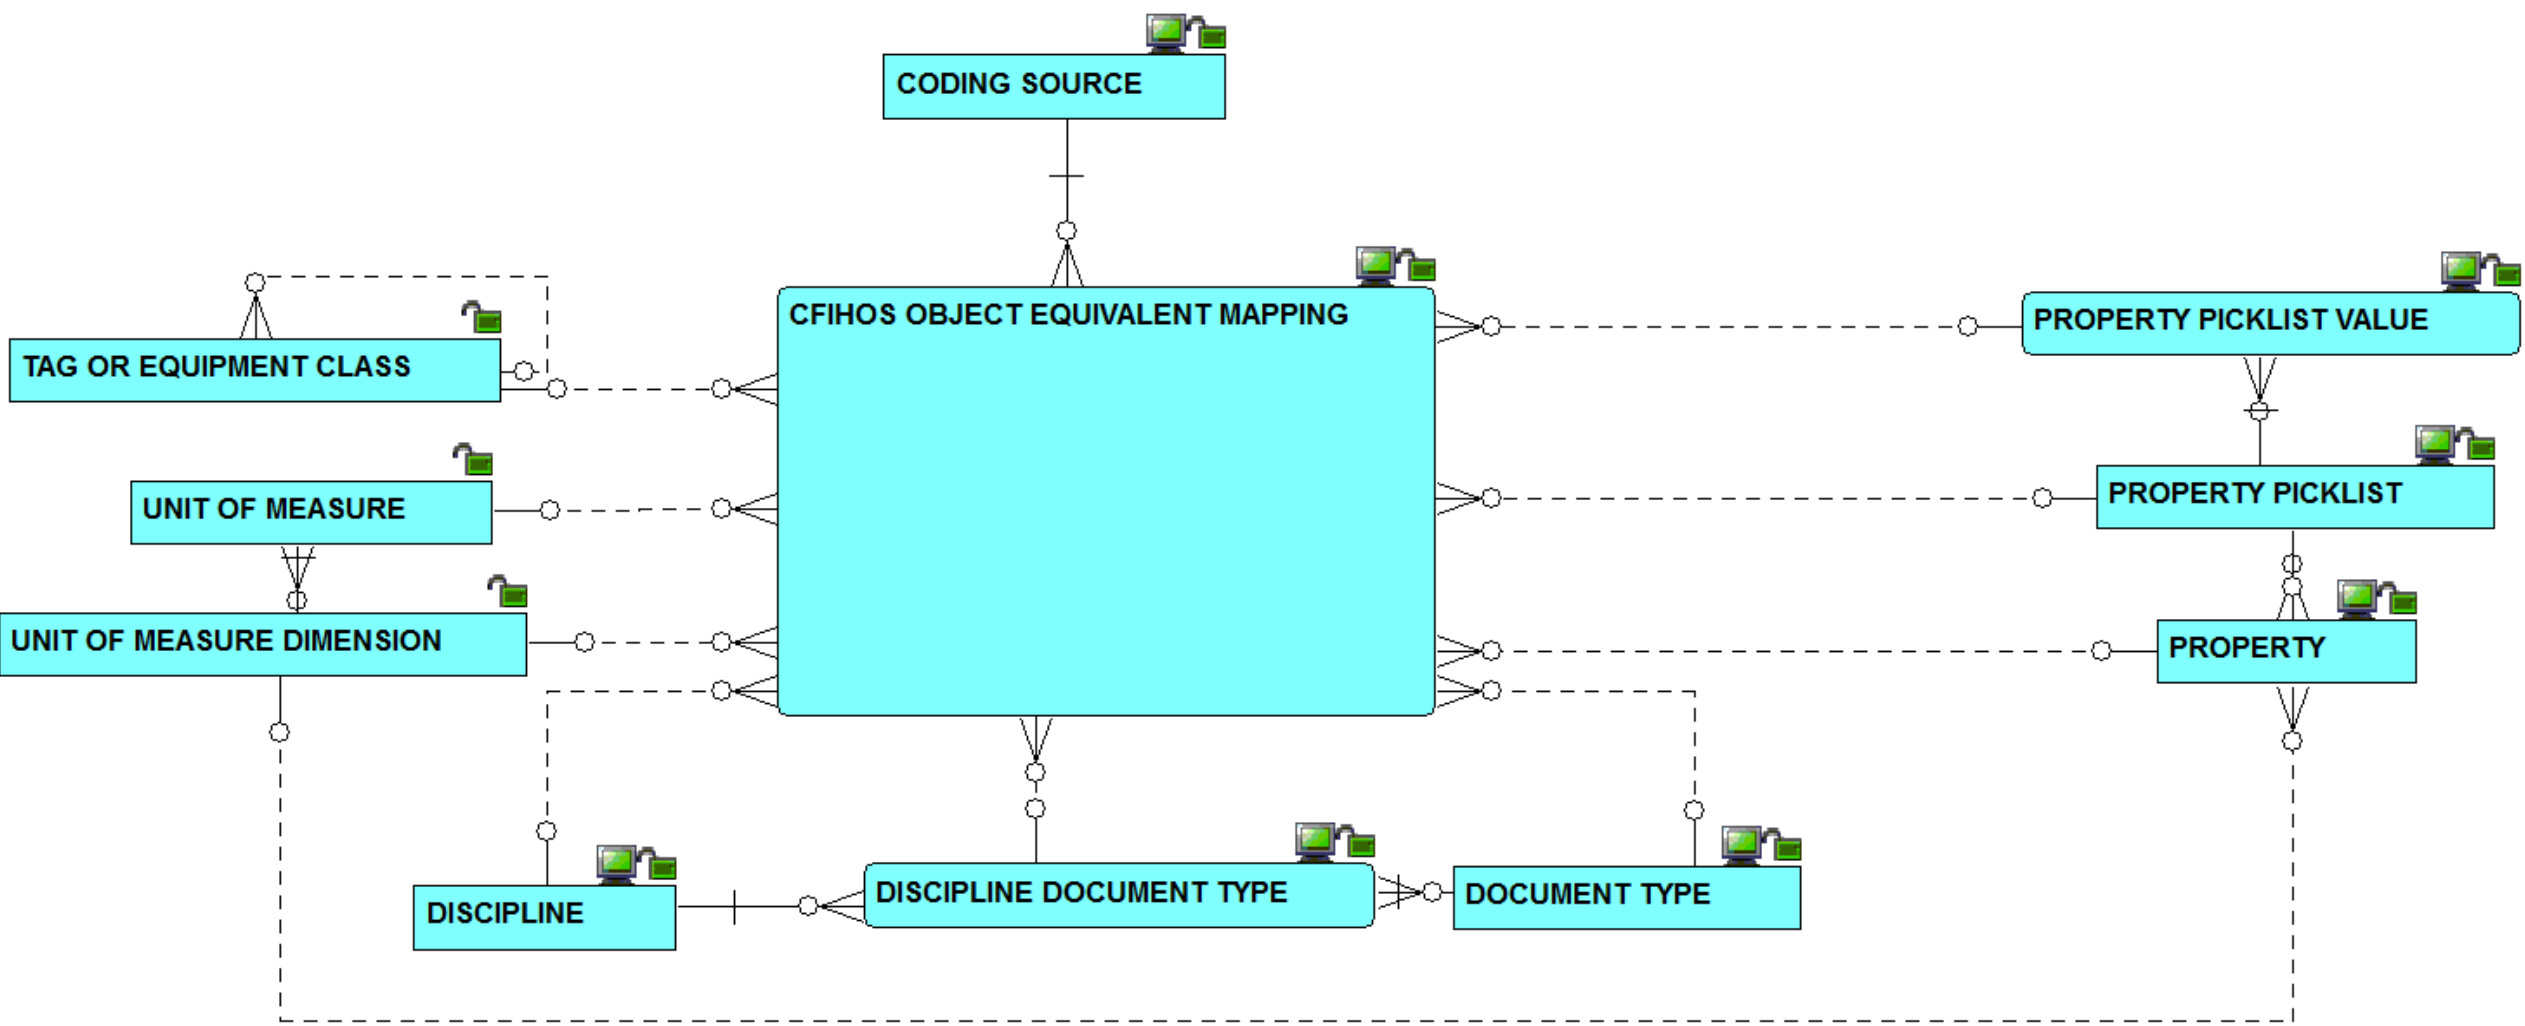 CODING SOURCE
CFIHOS OBJECT EQUIVALENT MAPPING
PROPERTY PICKLIST VALUE
TAG OR EQUIPMENT CLASS
PROPERTY PICKLIST
UNIT OF MEASURE
UNIT OF MEASURE DIMENSION
PROPERTY
DISCIPLINE
DISCIPLINE DOCUMENT TYPE
DOCUMENT TYPE